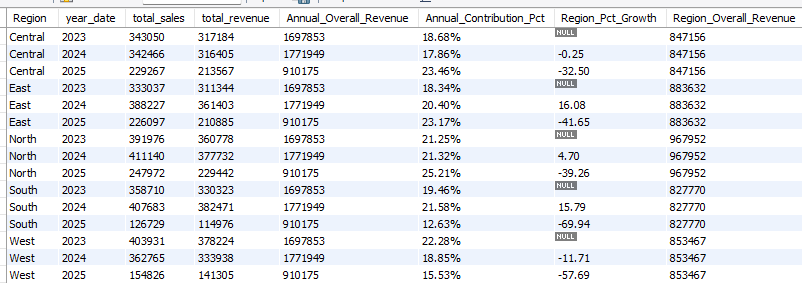 Region year_date total_sales total_revenue Annual_Overall_Revenue Annual_Contribution_Pct Region_Pct_Growth Region_Overall_Revenue
Central 2023 343050 317184 1697853 18.68% NULL 847156
Central 2024 342466 316405 1771949 17.86% -0.25 847156
Central 2025 229267 213567 910175 23.46% -32.50 847156
East 2023 333037 311344 1697853 18.34% NULL 883632
East 2024 388227 361403 1771949 20.40% 16.08 883632
East 2025 226097 210885 910175 23.17% -41.65 883632
North 2023 391976 360778 1697853 21.25% NULL 967952
North 2024 411140 377732 1771949 21.32% 4.70 967952
North 2025 247972 229442 910175 25.21% -39.26 967952
South 2023 358710 330323 1697853 19.46% NULL 827770
South 2024 407683 382471 1771949 21.58% 15.79 827770
South 2025 126729 114976 910175 12.63% -69.94 827770
West 2023 403931 378224 1697853 22.28% NULL 853467
West 2024 362765 333938 1771949 18.85% -11.71 853467
West 2025 154826 141305 910175 15.53% -57.69 853467